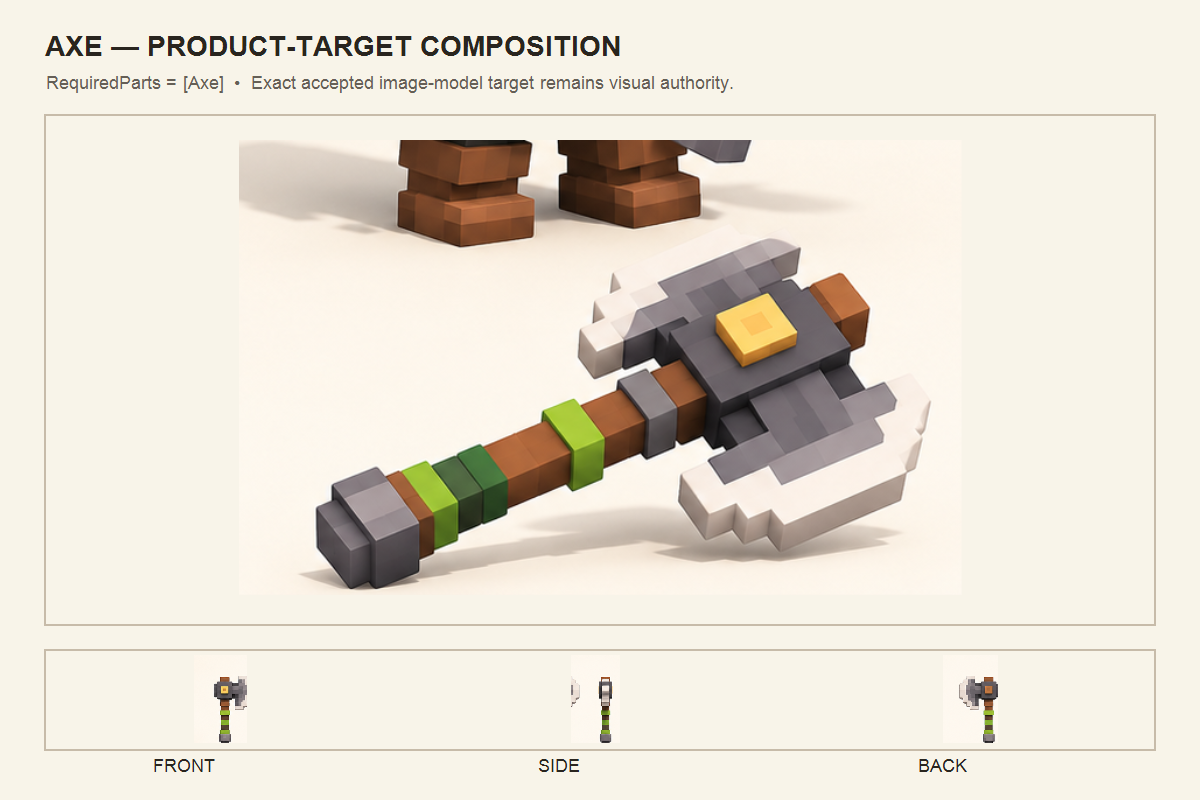 AXE — PRODUCT-TARGET COMPOSITION
RequiredParts = [Axe] • Exact accepted image-model target remains visual authority.
FRONT
SIDE
BACK